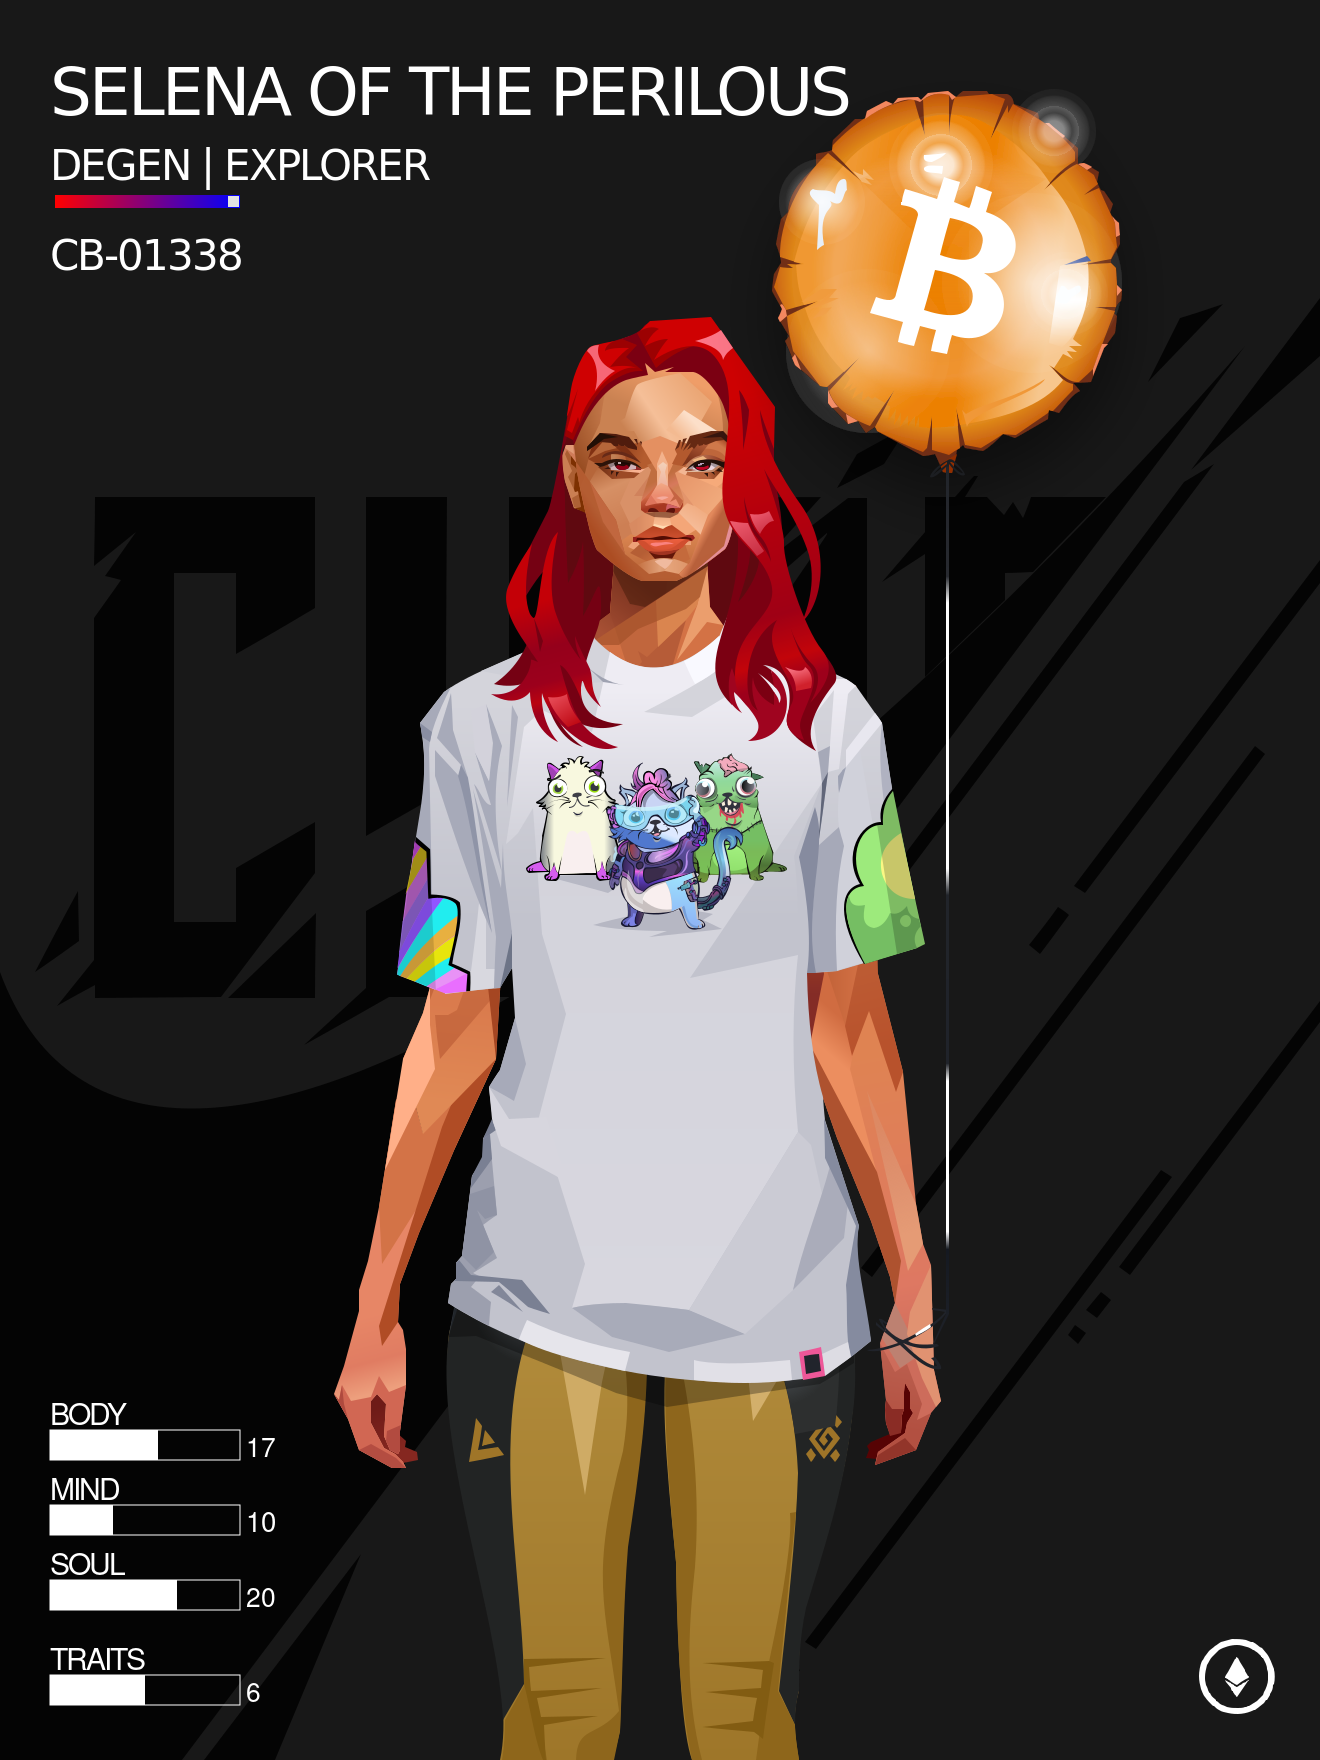 SELENA OF THE PERILOUS
DEGEN | EXPLORER
CB-01338
₿
BODY
17
MIND
10
SOUL
20
TRAITS
6